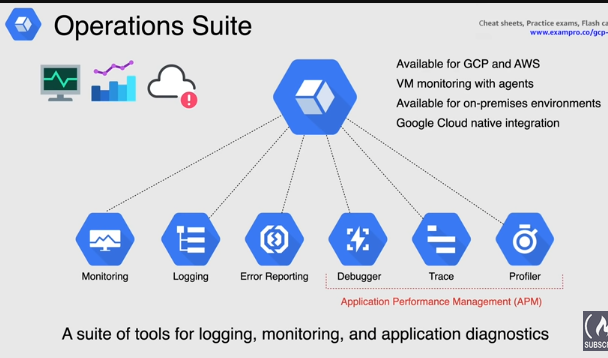 Operations Suite
Cheat sheets, Practice exams, Flash
www.exampro.co/gcp-
Available for GCP and AWS
VM monitoring with agents
Available for on-premises environments
Google Cloud native integration
Monitoring
Logging
Error Reporting
Debugger
Trace
Profiler
Application Performance Management (APM)
A suite of tools for logging, monitoring, and application diagnostics